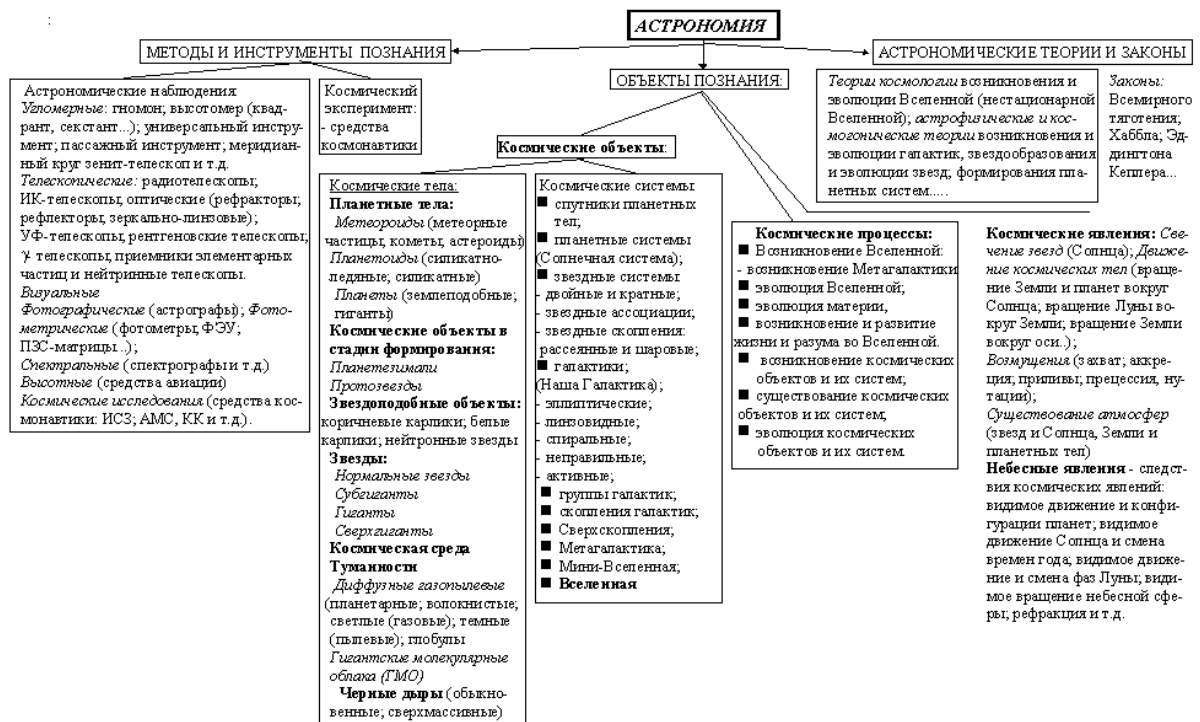 :
АСТРОНОМИЯ
МЕТОДЫ И ИНСТРУМЕНТЫ ПОЗНАНИЯ
АСТРОНОМИЧЕСКИЕ ТЕОРИИ И ЗАКОНЫ
ОБЪЕКТЫ ПОЗНАНИЯ:
Астрономические наблюдения
Угломерные: гномон; высотомер (квад-
рант, секстант...); универсальный инстру-
мент; пассажный инструмент; меридиан-
ный круг зенит-телескоп и т.д.
Телескопические: радиотелескопы;
ИК-телескопы; оптические (рефракторы;
рефлекторы; зеркально-линзовые);
УФ-телескопы; рентгеновские телескопы;
γ- телескопы; приемники элементарных
частиц и нейтринные телескопы.
Визуальные
Фотографические (астрографы); Фото-
метрические (фотометры; ФЭУ;
ПЗС-матрицы...);
Спектральные (спектрографы и т.д.)
Высотные (средства авиации)
Космические исследования (средства кос-
монавтики: ИСЗ; АМС, КК и т.д.).
Космический
эксперимент:
- средства
космонавтики
Теории космологии возникновения и
эволюции Вселенной (нестационарной
Вселенной); астрофизические и кос-
могонические теории возникновения и
эволюции галактик, звездообразования
и эволюции звезд; формирования пла-
нетных систем.....
Законы:
Всемирного
тяготения;
Хаббла; Эд-
дингтона
Кеплера...
Космические объекты:
Космические тела:
Планетные тела:
Метеороиды (метеорные
частицы; кометы; астероиды)
Планетоиды (силикатно-
ледяные; силикатные)
Планеты (землеподобные;
гиганты)
Космические объекты в
стадии формирования:
Планетезимали
Протозвезды
Звездоподобные объекты:
коричневые карлики; белые
карлики; нейтронные звезды
Звезды:
Нормальные звезды
Субгиганты
Гиганты
Сверхгиганты
Космическая среда
Туманности
Диффузные газопылевые
(планетарные; волокнистые;
светлые (газовые); темные
(пылевые); глобулы
Гигантские молекулярные
облака (ГМО)
Черные дыры (обыкно-
венные; сверхмассивные)
Космические системы
■ спутники планетных
тел;
■ планетные системы
(Солнечная система);
■ звездные системы
- двойные и кратные;
- звездные ассоциации;
- звездные скопления:
рассеянные и шаровые;
■ галактики;
(Наша Галактика);
- эллиптические;
- линзовидные;
- спиральные;
- неправильные;
- активные;
■ группы галактик;
■ скопления галактик;
■ Сверхскопления;
■ Метагалактика;
■ Мини-Вселенная;
■ Вселенная
Космические процессы:
■ Возникновение Вселенной:
- возникновение Метагалактики
■ эволюция Вселенной;
■ эволюция материи,
■ возникновение и развитие
жизни и разума во Вселенной.
■ возникновение космических
объектов и их систем;
■ существование космических
объектов и их систем;
■ эволюция космических
объектов и их систем.
Космические явления: Све-
чение звезд (Солнца); Движе-
ние космических тел (враще-
ние Земли и планет вокруг
Солнца; вращение Луны во-
круг Земли; вращение Земли
вокруг оси..);
Возмущения (захват; аккре-
ция; приливы; прецессия, ну-
тации);
Существование атмосфер
(звезд и Солнца, Земли и
планетных тел)
Небесные явления - следст-
вия космических явлений:
видимое движение и конфи-
гурации планет; видимое
движение Солнца и смена
времен года; видимое движе-
ние и смена фаз Луны; види-
мое вращение небесной сфе-
ры; рефракция и т.д.